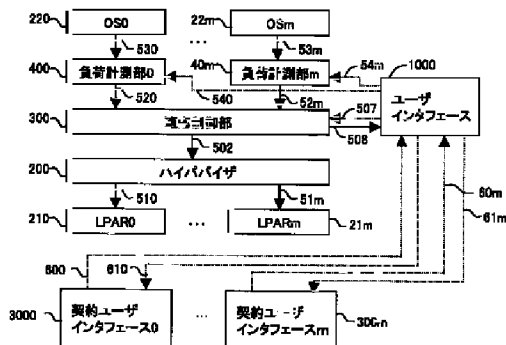 220 OS0 22m OSm
530 ... 53m
400 負荷計測部0 40m 負荷計測部m 54m 1000
520 540 52m 507
300 制御部 508 ユーザ
インタフェース
502
200 ハイパバイザ
510 51m 60m
210 LPAR0 ... LPARm 21m 61m
600 610
3000 契約ユーザ
インタフェース0 ... 契約ユーザ
インタフェースm 300m